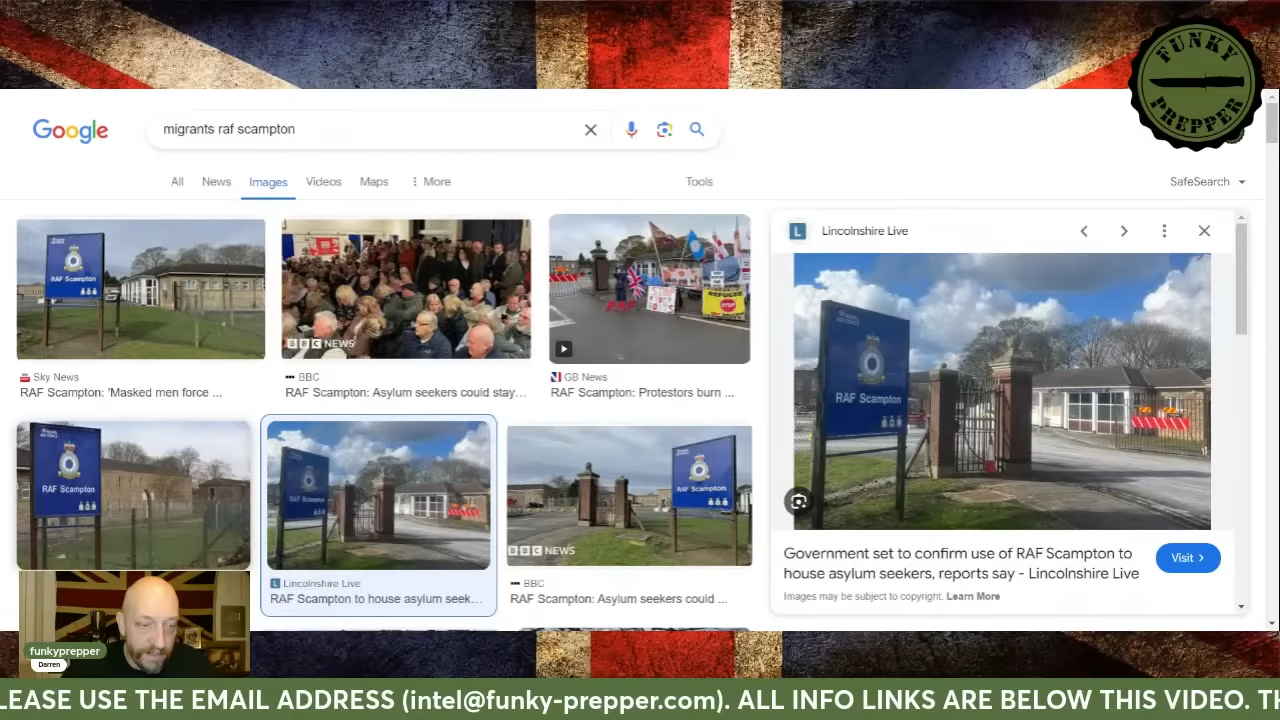 FUNKY
PREPPER
Google
migrants raf scampton
All
News
Images
Videos
Maps
More
Tools
SafeSearch
RAF Scampton
BBC NEWS
RAF
REFUGEE
STOP
Sky News
RAF Scampton: 'Masked men force ...
BBC
RAF Scampton: Asylum seekers could stay…
GB News
RAF Scampton: Protestors burn ...
RAF Scampton
RAF Scampton
RAF Scampton
BBC NEWS
L Lincolnshire Live
RAF Scampton to house asylum seek…
BBC
RAF Scampton: Asylum seekers could ...
L
Lincolnshire Live
RAF Scampton
Government set to confirm use of RAF Scampton to
house asylum seekers, reports say - Lincolnshire Live
Visit
Images may be subject to copyright. Learn More
funkyprepper
Darren
LEASE USE THE EMAIL ADDRESS (intel@funky-prepper.com). ALL INFO LINKS ARE BELOW THIS VIDEO. TH